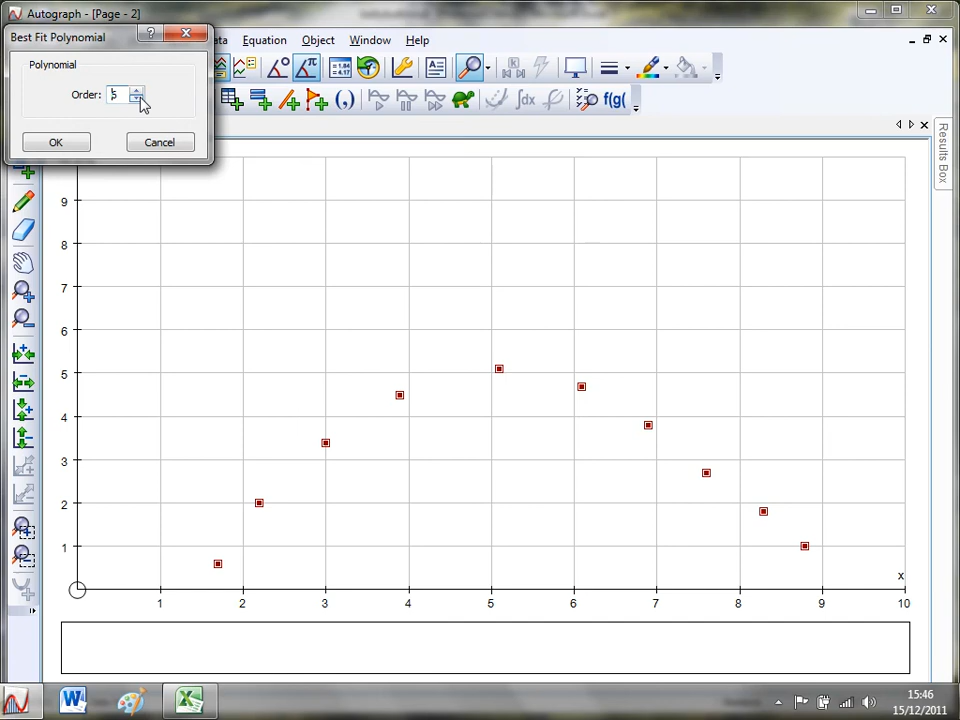 Autograph - [Page - 2]
Best Fit Polynomial
?
Equation
Object
Window
Help
Polynomial
Order: 5
OK
Cancel
Results Box
9
8
7
6
5
4
3
2
1
x
1 2 3 4 5 6 7 8 9 10
15:46
15/12/2011